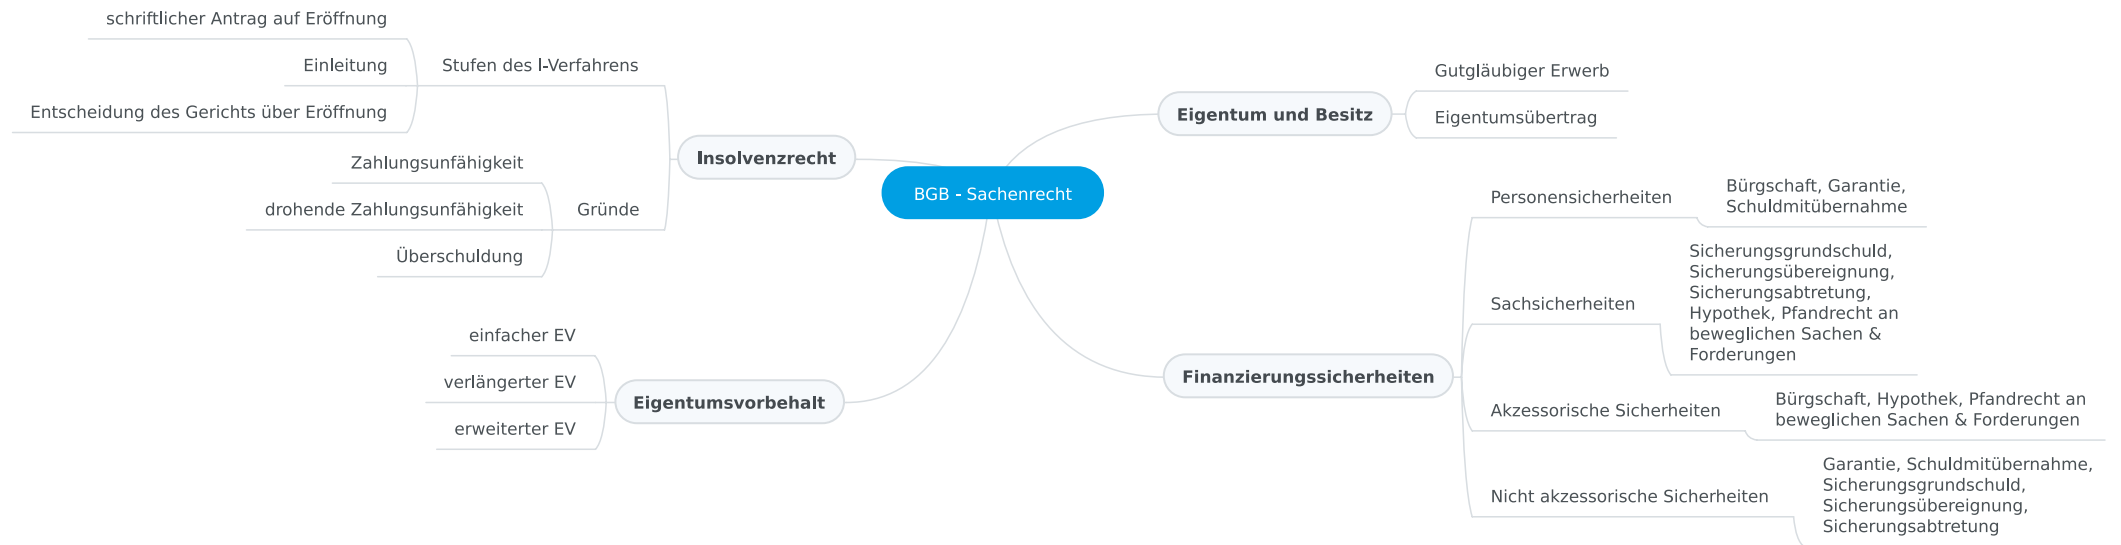 BGB - Sachenrecht
Insolvenzrecht
Stufen des I-Verfahrens
schriftlicher Antrag auf Eröffnung
Einleitung
Entscheidung des Gerichts über Eröffnung
Gründe
Zahlungsunfähigkeit
drohende Zahlungsunfähigkeit
Überschuldung
Eigentumsvorbehalt
einfacher EV
verlängerter EV
erweiterter EV
Eigentum und Besitz
Gutgläubiger Erwerb
Eigentumsübertrag
Finanzierungssicherheiten
Personensicherheiten
Bürgschaft, Garantie,
Schuldmitübernahme
Sachsicherheiten
Sicherungsgrundschuld,
Sicherungsübereignung,
Sicherungsabtretung,
Hypothek, Pfandrecht an
beweglichen Sachen &
Forderungen
Akzessorische Sicherheiten
Bürgschaft, Hypothek, Pfandrecht an
beweglichen Sachen & Forderungen
Nicht akzessorische Sicherheiten
Garantie, Schuldmitübernahme,
Sicherungsgrundschuld,
Sicherungsübereignung,
Sicherungsabtretung